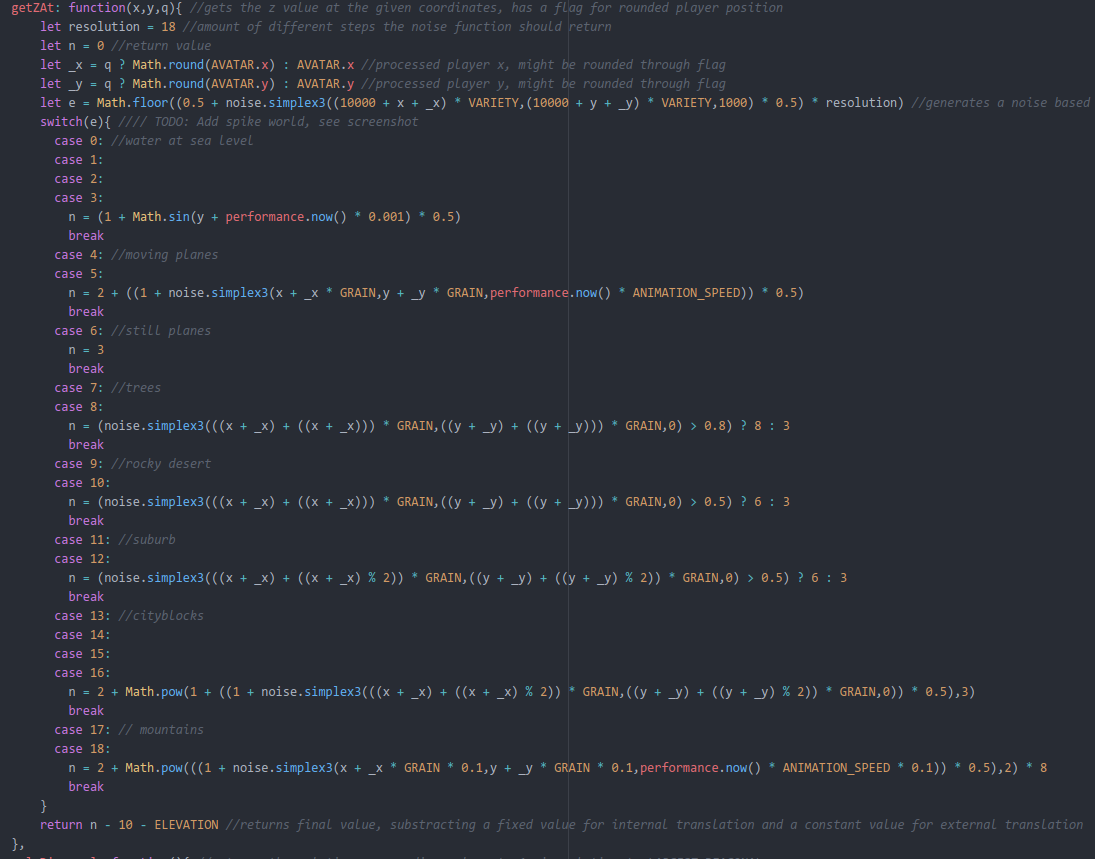 getZAt: function(x,y,q){ //gets the z value at the given coordinates, has a flag for rounded player position
let resolution = 18 //amount of different steps the noise function should return
let n = 0 //return value
let _x = q ? Math.round(AVATAR.x) : AVATAR.x //processed player x, might be rounded through flag
let _y = q ? Math.round(AVATAR.y) : AVATAR.y //processed player y, might be rounded through flag
let e = Math.floor((0.5 + noise.simplex3((10000 + x + _x) * VARIETY,(10000 + y + _y) * VARIETY,1000) * 0.5) * resolution) //generates a noise based
switch(e){ //// TODO: Add spike world, see screenshot
case 0: //water at sea level
case 1:
case 2:
case 3:
n = (1 + Math.sin(y + performance.now() * 0.001) * 0.5)
break
case 4: //moving planes
case 5:
n = 2 + ((1 + noise.simplex3(x + _x * GRAIN,y + _y * GRAIN,performance.now() * ANIMATION_SPEED)) * 0.5)
break
case 6: //still planes
n = 3
break
case 7: //trees
case 8:
n = (noise.simplex3(((x + _x) + ((x + _x))) * GRAIN,((y + _y) + ((y + _y))) * GRAIN,0) > 0.8) ? 8 : 3
break
case 9: //rocky desert
case 10:
n = (noise.simplex3(((x + _x) + ((x + _x))) * GRAIN,((y + _y) + ((y + _y))) * GRAIN,0) > 0.5) ? 6 : 3
break
case 11: //suburb
case 12:
n = (noise.simplex3(((x + _x) + ((x + _x) % 2)) * GRAIN,((y + _y) + ((y + _y) % 2)) * GRAIN,0) > 0.5) ? 6 : 3
break
case 13: //cityblocks
case 14:
case 15:
case 16:
n = 2 + Math.pow(1 + ((1 + noise.simplex3(((x + _x) + ((x + _x) % 2)) * GRAIN,((y + _y) + ((y + _y) % 2)) * GRAIN,0)) * 0.5),3)
break
case 17: // mountains
case 18:
n = 2 + Math.pow(((1 + noise.simplex3(x + _x * GRAIN * 0.1,y + _y * GRAIN * 0.1,performance.now() * ANIMATION_SPEED * 0.1)) * 0.5),2) * 8
break
}
return n - 10 - ELEVATION //returns final value, substracting a fixed value for internal translation and a constant value for external translation
},